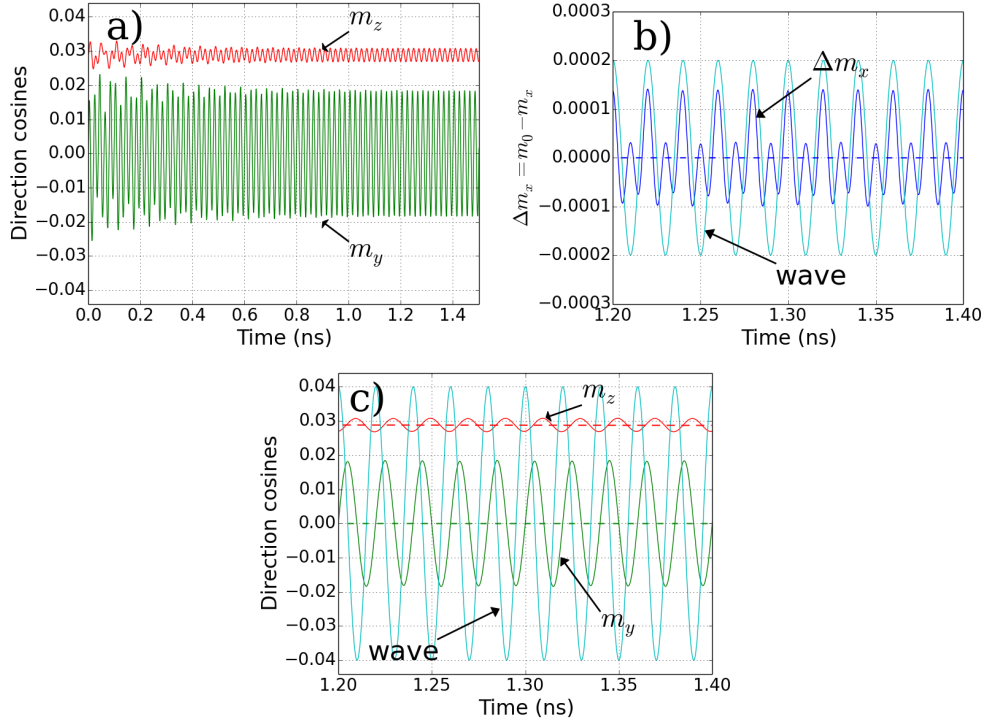 a)
0.04
0.03
0.02
0.01
0.00
−0.01
−0.02
−0.03
−0.04
Direction cosines
m_z
m_y
0.0 0.2 0.4 0.6 0.8 1.0 1.2 1.4
Time (ns)
b)
0.0003
0.0002
0.0001
0.0000
−0.0001
−0.0002
−0.0003
Δm_x = m_0 − m_x
Δm_x
wave
1.20 1.25 1.30 1.35 1.40
Time (ns)
c)
0.04
0.03
0.02
0.01
0.00
−0.01
−0.02
−0.03
−0.04
Direction cosines
m_z
m_y
wave
1.20 1.25 1.30 1.35 1.40
Time (ns)